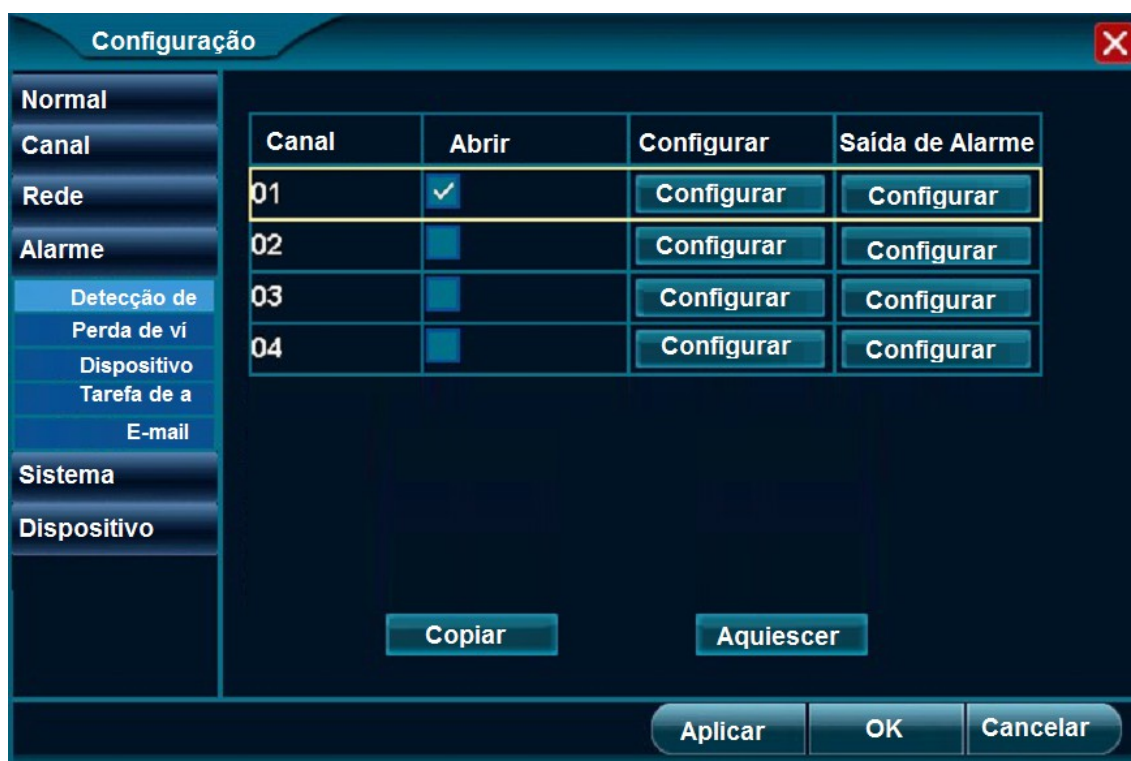 Configuração
Normal
Canal
Rede
Alarme
Detecção de
Perda de ví
Dispositivo
Tarefa de a
E-mail
Sistema
Dispositivo
Canal Abrir Configurar Saída de Alarme
01 Configurar Configurar
02 Configurar Configurar
03 Configurar Configurar
04 Configurar Configurar
Copiar Aquiescer
Aplicar OK Cancelar